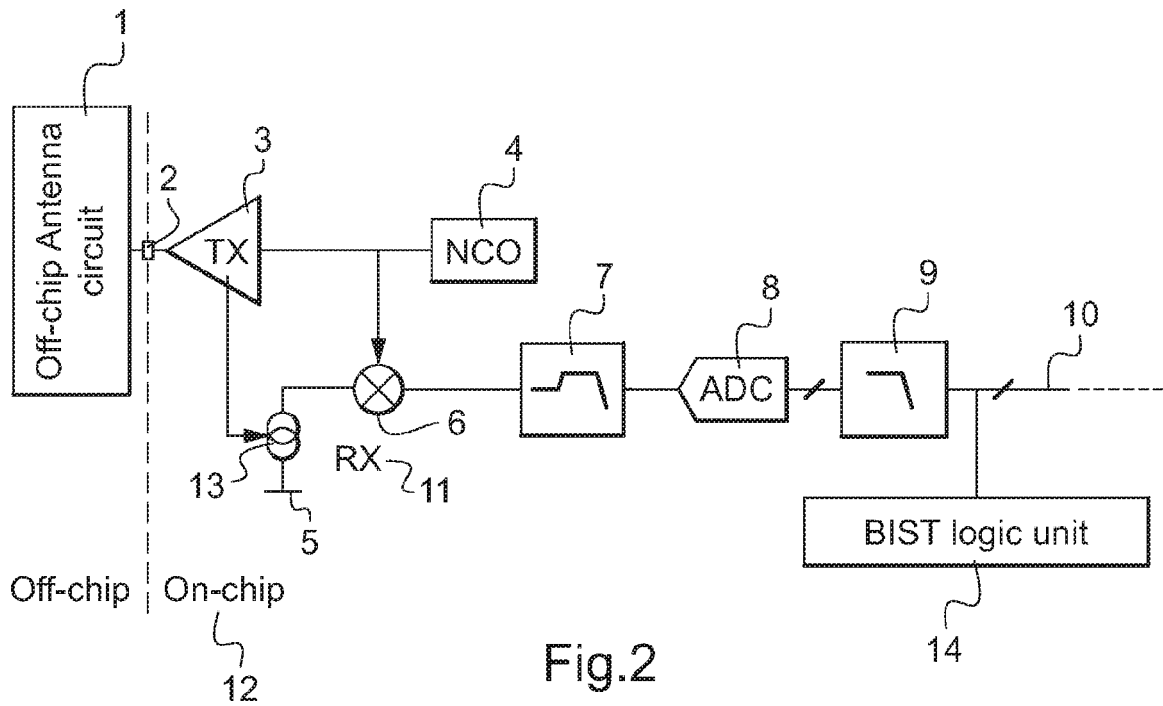 1
Off-chip Antenna
circuit
2
3
TX
4
NCO
7
8
ADC
9
10
6
RX
11
13
5
BIST logic unit
14
Off-chip
On-chip
12
Fig.2